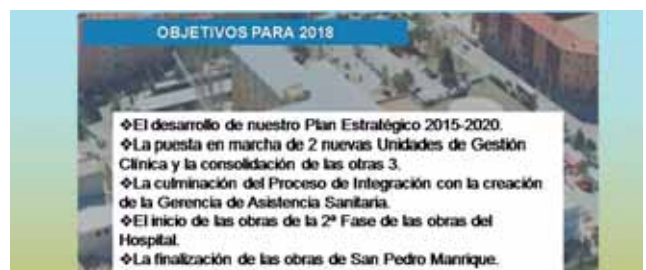 OBJETIVOS PARA 2018
❖El desarrollo de nuestro Plan Estratégico 2015-2020.
❖La puesta en marcha de 2 nuevas Unidades de Gestión
Clínica y la consolidación de las otras 3.
❖La culminación del Proceso de Integración con la creación
de la Gerencia de Asistencia Sanitaria.
❖El inicio de las obras de la 2ª Fase de las obras del
Hospital.
❖La finalización de las obras de San Pedro Manrique.